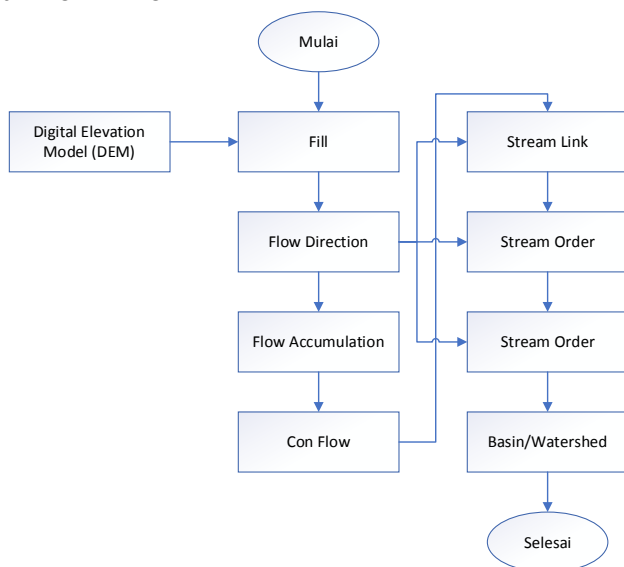 Mulai
Digital Elevation
Model (DEM)
Fill
Stream Link
Flow Direction
Stream Order
Flow Accumulation
Stream Order
Con Flow
Basin/Watershed
Selesai